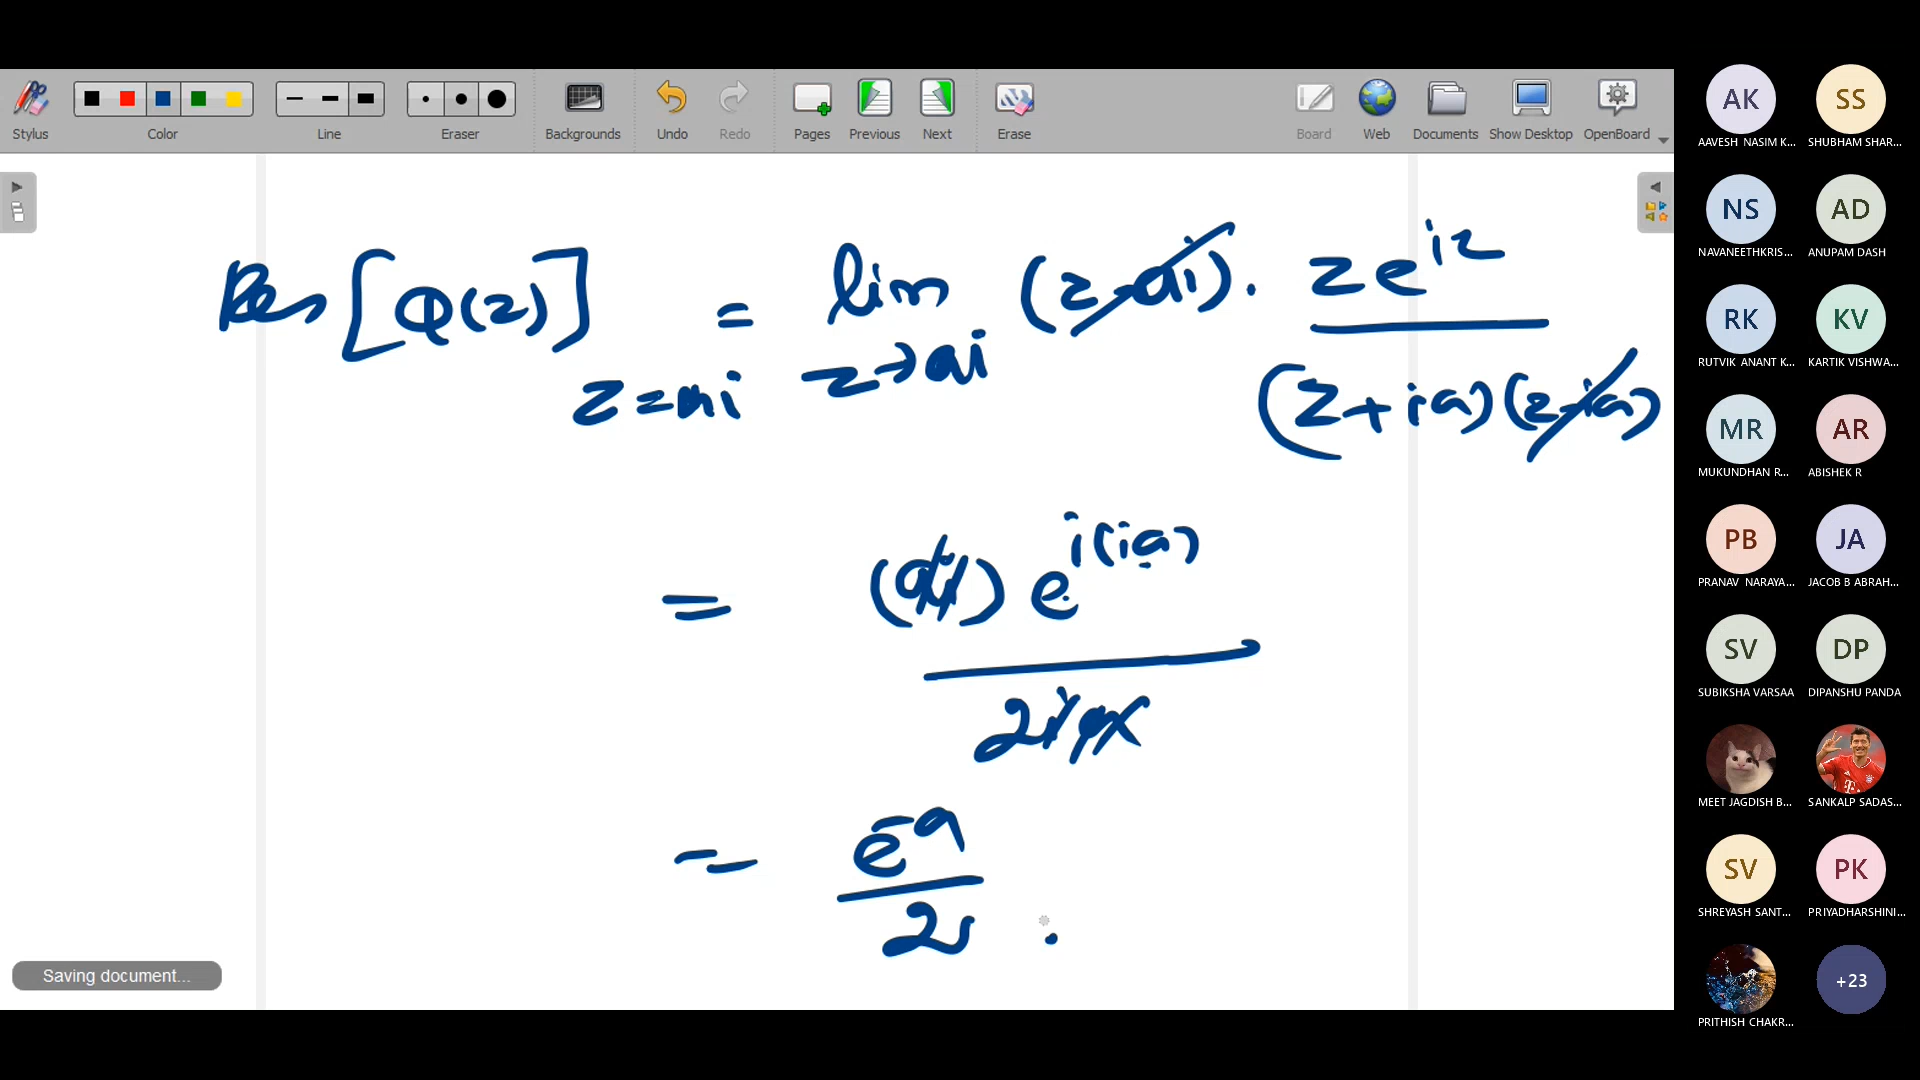 Stylus Color Line Eraser Backgrounds Undo Redo Pages Previous Next Erase Board Web Documents Show Desktop OpenBoard
Res [Φ(z)] = lim (z-ai) . ze^{iz}
z=ai z→ai (z+ia)(z-ia)
= (ai) e^{i(ia)}
2ia
= e^{-a}
2 .
Saving document...
AK SS
AAVESH NASIM K... SHUBHAM SHAR...
NS AD
NAVANEETHKRIS... ANUPAM DASH
RK KV
RUTVIK ANANT K... KARTIK VISHWA...
MR AR
MUKUNDHAN R... ABISHEK R
PB JA
PRANAV NARAYA... JACOB B ABRAH...
SV DP
SUBIKSHA VARSAA DIPANSHU PANDA
MEET JAGDISH B... SANKALP SADAS...
SV PK
SHREYASH SANT... PRIYADHARSHINI...
+23
PRITHISH CHAKR...